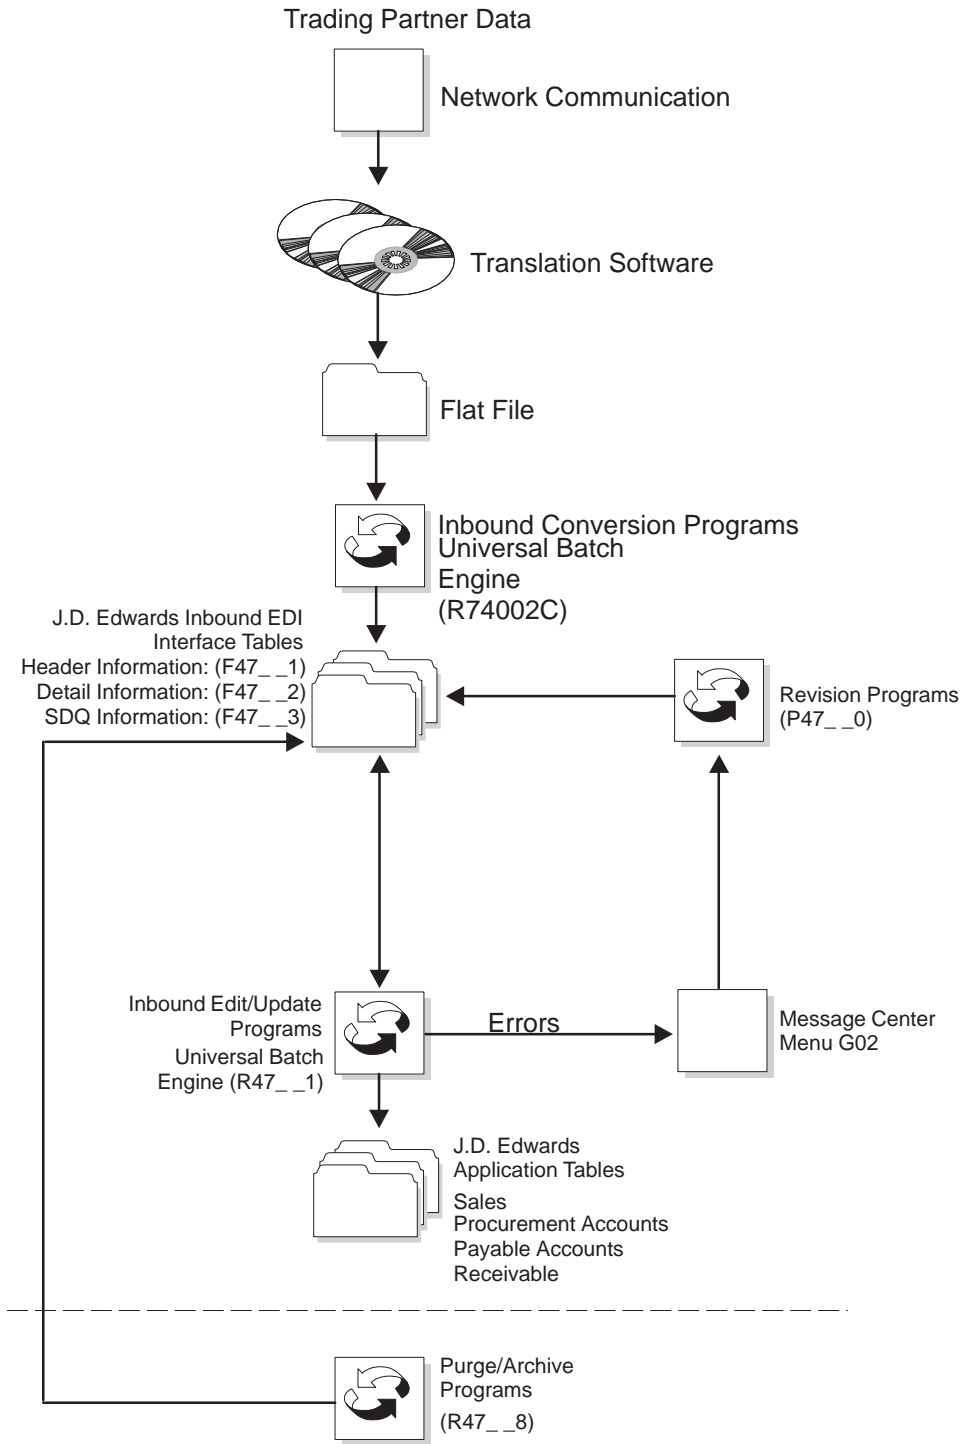 Trading Partner Data
Network Communication
Translation Software
Flat File
Inbound Conversion Programs
Universal Batch
Engine
(R74002C)
J.D. Edwards Inbound EDI
Interface Tables
Header Information: (F47_ _1)
Detail Information: (F47_ _2)
SDQ Information: (F47_ _3)
Revision Programs
(P47_ _0)
Inbound Edit/Update
Programs
Universal Batch
Engine (R47_ _1)
Errors
Message Center
Menu G02
J.D. Edwards
Application Tables
Sales
Procurement Accounts
Payable Accounts
Receivable
Purge/Archive
Programs
(R47_ _8)